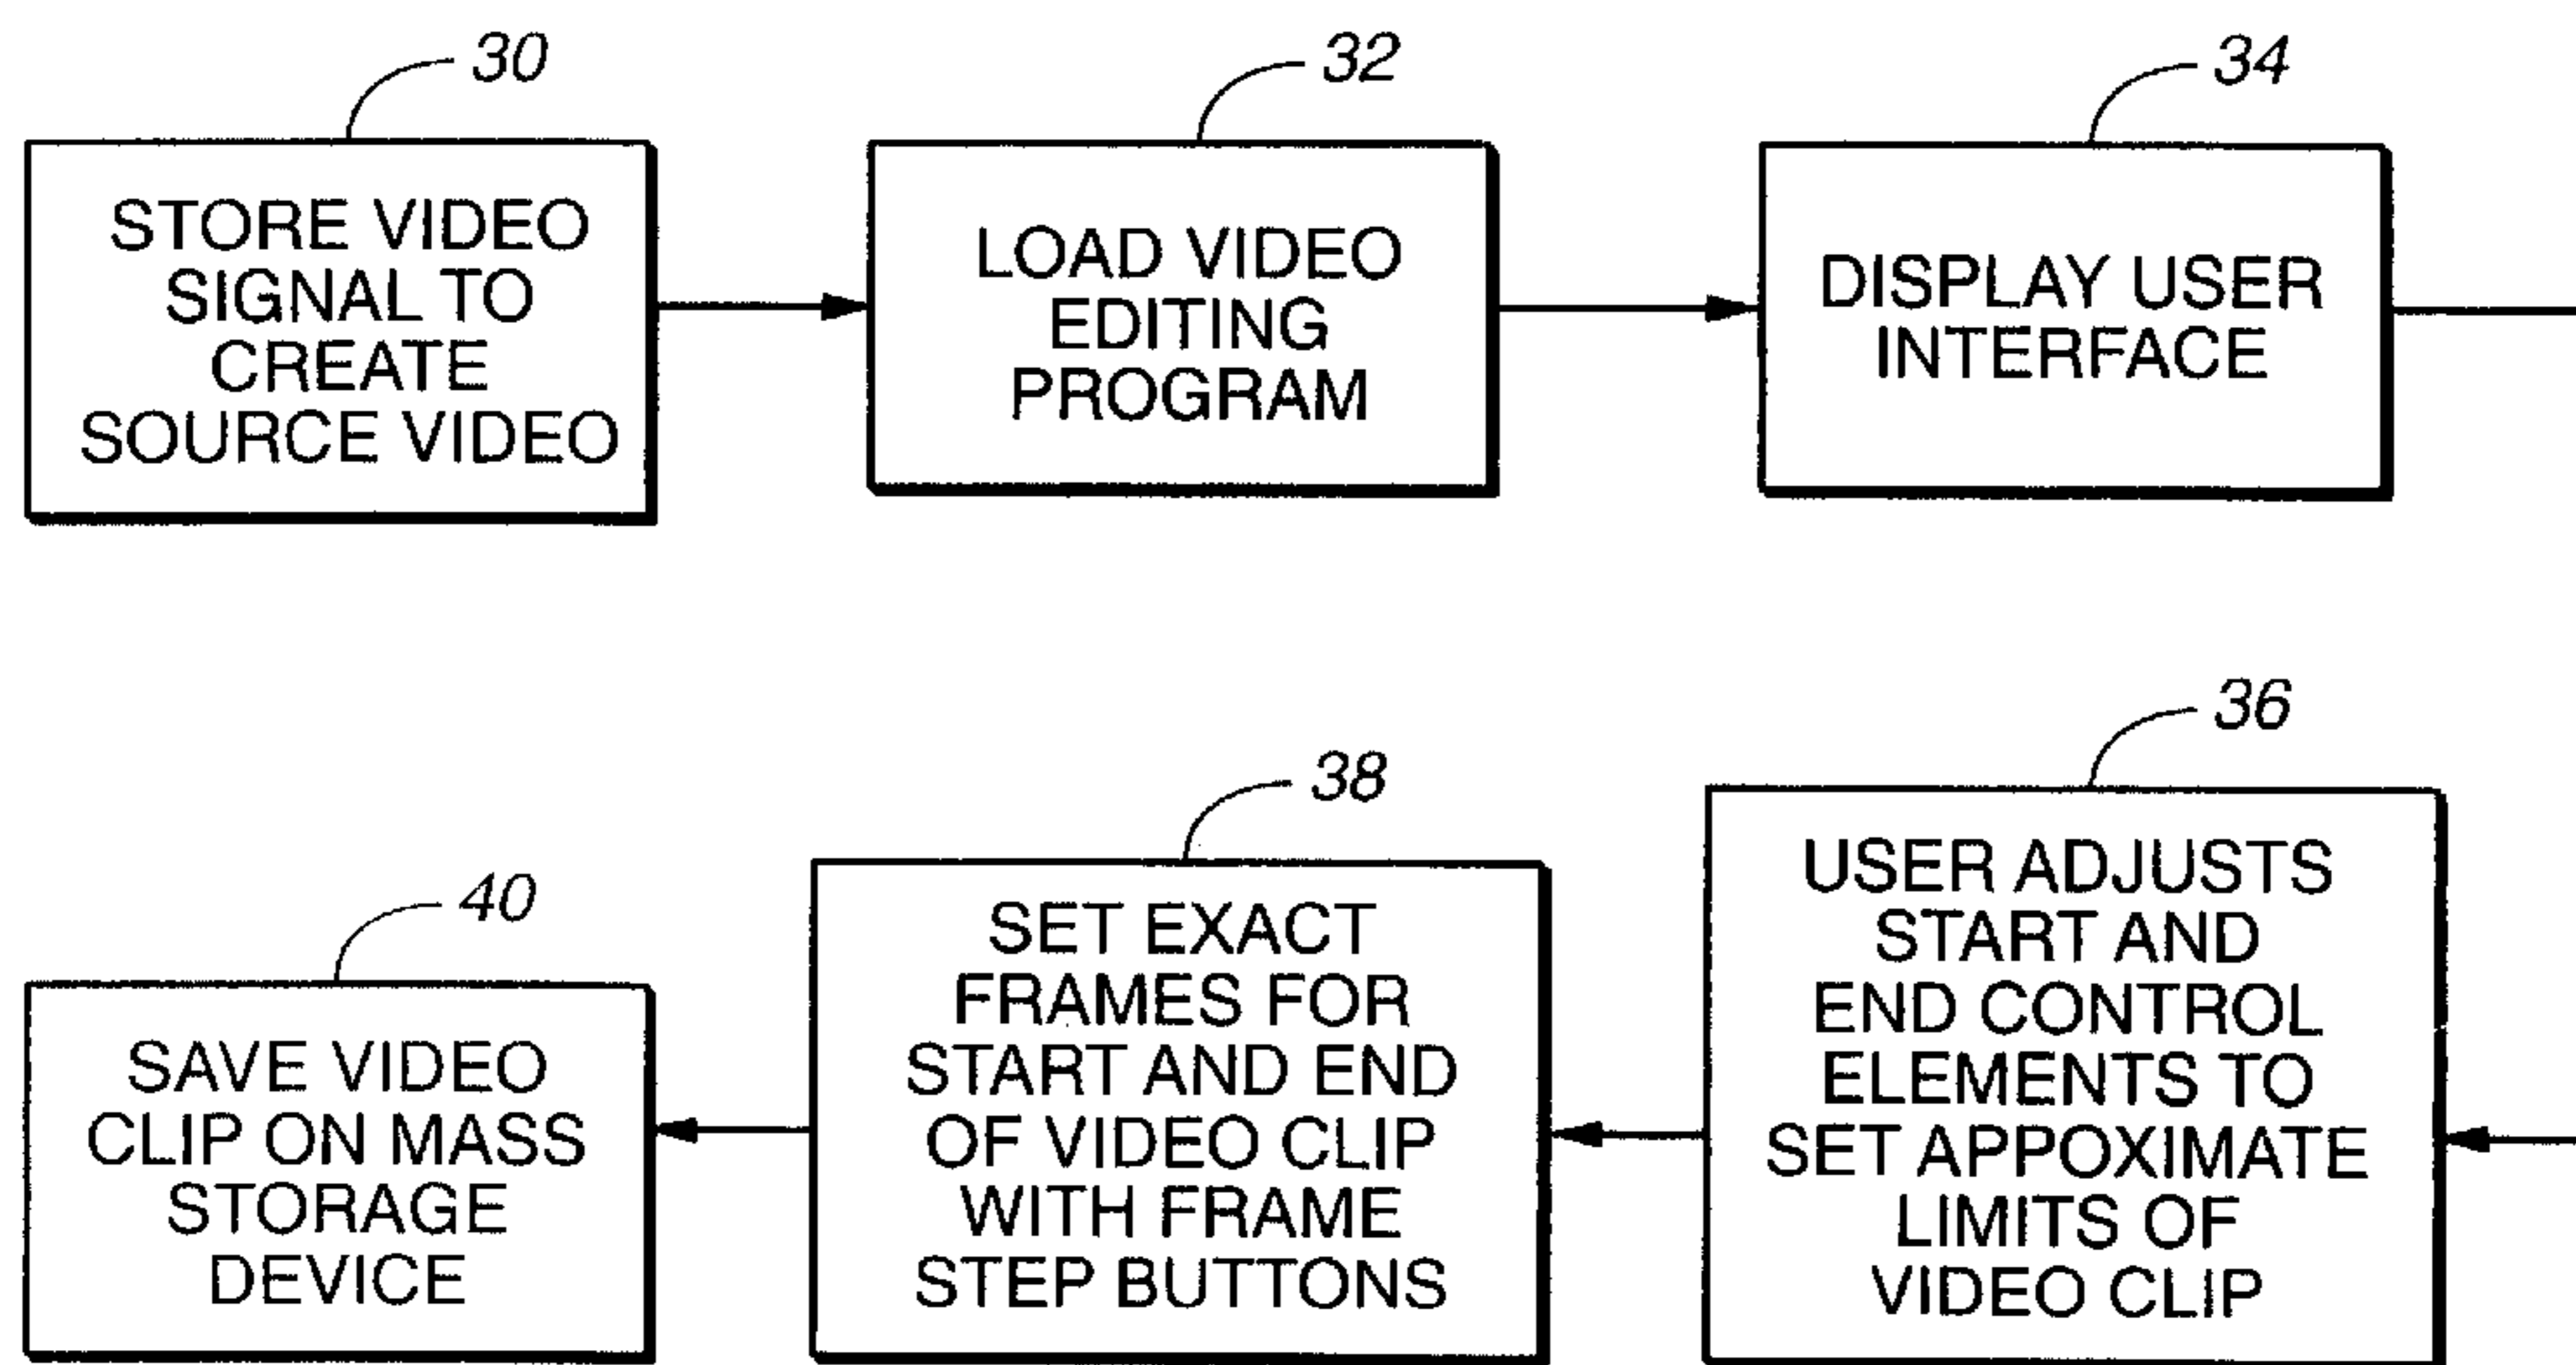 30
STORE VIDEO
SIGNAL TO
CREATE
SOURCE VIDEO
32
LOAD VIDEO
EDITING
PROGRAM
34
DISPLAY USER
INTERFACE
36
USER ADJUSTS
START AND
END CONTROL
ELEMENTS TO
SET APPOXIMATE
LIMITS OF
VIDEO CLIP
38
SET EXACT
FRAMES FOR
START AND END
OF VIDEO CLIP
WITH FRAME
STEP BUTTONS
40
SAVE VIDEO
CLIP ON MASS
STORAGE
DEVICE